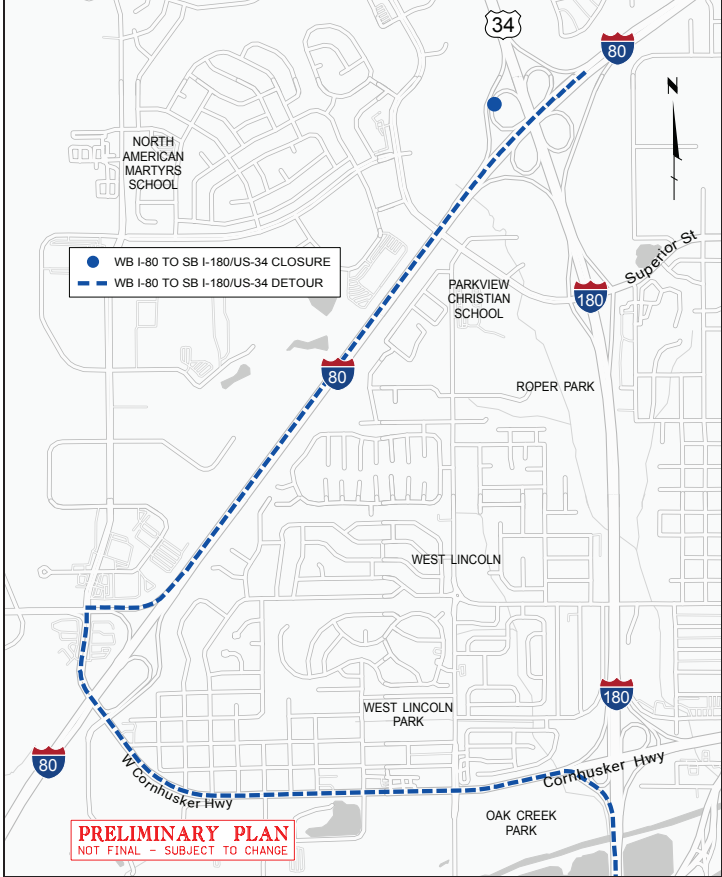 34
80
N
NORTH
AMERICAN
MARTYRS
SCHOOL
WB I-80 TO SB I-180/US-34 CLOSURE
WB I-80 TO SB I-180/US-34 DETOUR
Superior St
PARKVIEW
CHRISTIAN
SCHOOL
180
80
ROPER PARK
WEST LINCOLN
180
WEST LINCOLN
PARK
80
W Cornhusker Hwy
Cornhusker Hwy
OAK CREEK
PARK
PRELIMINARY PLAN
NOT FINAL - SUBJECT TO CHANGE